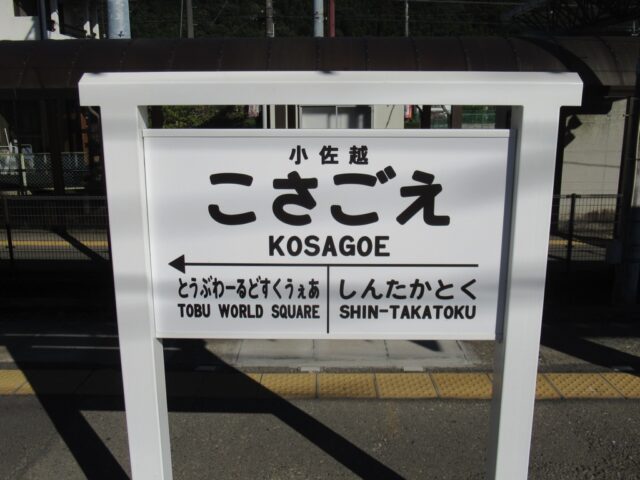 小佐越
こさごえ
KOSAGOE
とうぶわーるどすくうぇあ しんたかとく
TOBU WORLD SQUARE SHIN-TAKATOKU